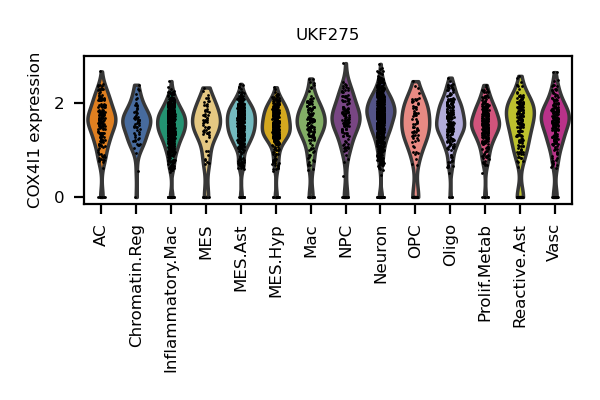 UKF275
COX4I1 expression
2
0
AC
Chromatin.Reg
Inflammatory.Mac
MES
MES.Ast
MES.Hyp
Mac
NPC
Neuron
OPC
Oligo
Prolif.Metab
Reactive.Ast
Vasc